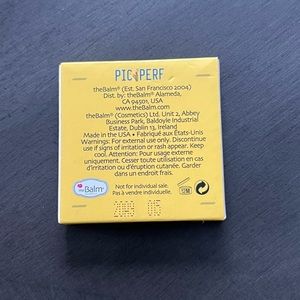 PIC PERF
theBalm® (Est. San Francisco 2004)
Dist. by: theBalm® Alameda,
CA 94501, USA
www.theBalm.com
theBalm® (Cosmetics) Ltd. Unit 2, Abbey
Business Park, Baldoyle Industrial
Estate, Dublin 13, Ireland
Made in the USA • Fabriqué aux États-Unis
Warnings: For external use only. Discontinue
use if signs of irritation or rash appear. Keep
cool. Attention: Pour usage externe
uniquement. Cesser toute utilisation en cas
d'irritation ou d'éruption cutanée. Garder
dans un endroit frais.
theBalm®
Not for individual sale.
Pas à vendre individuelle.
12M
015